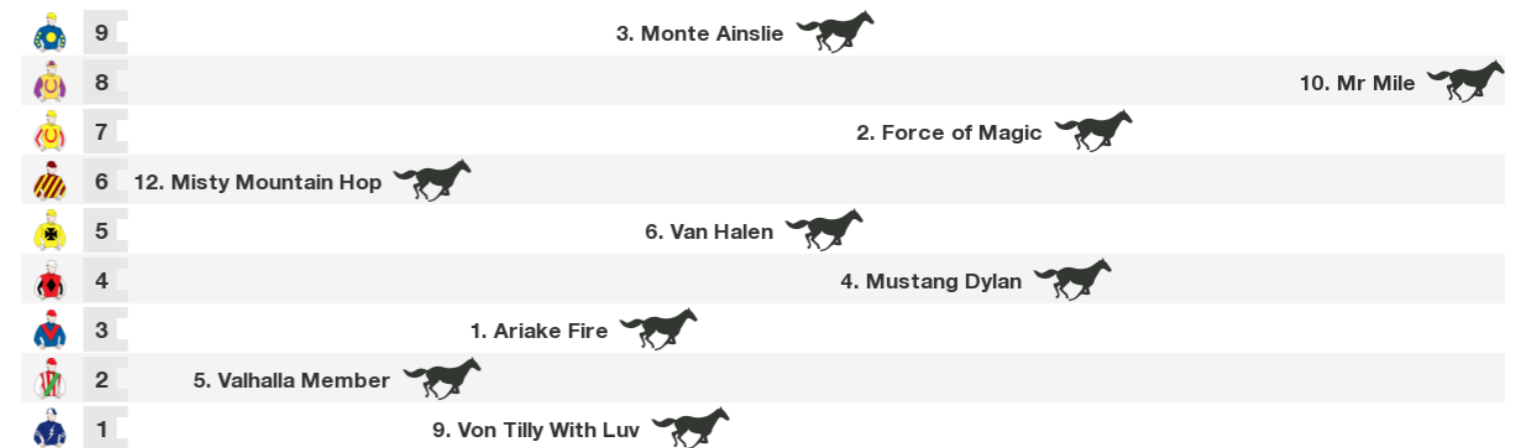 9 3. Monte Ainslie
8 10. Mr Mile
7 2. Force of Magic
6 12. Misty Mountain Hop
5 6. Van Halen
4 4. Mustang Dylan
3 1. Ariake Fire
2 5. Valhalla Member
1 9. Von Tilly With Luv